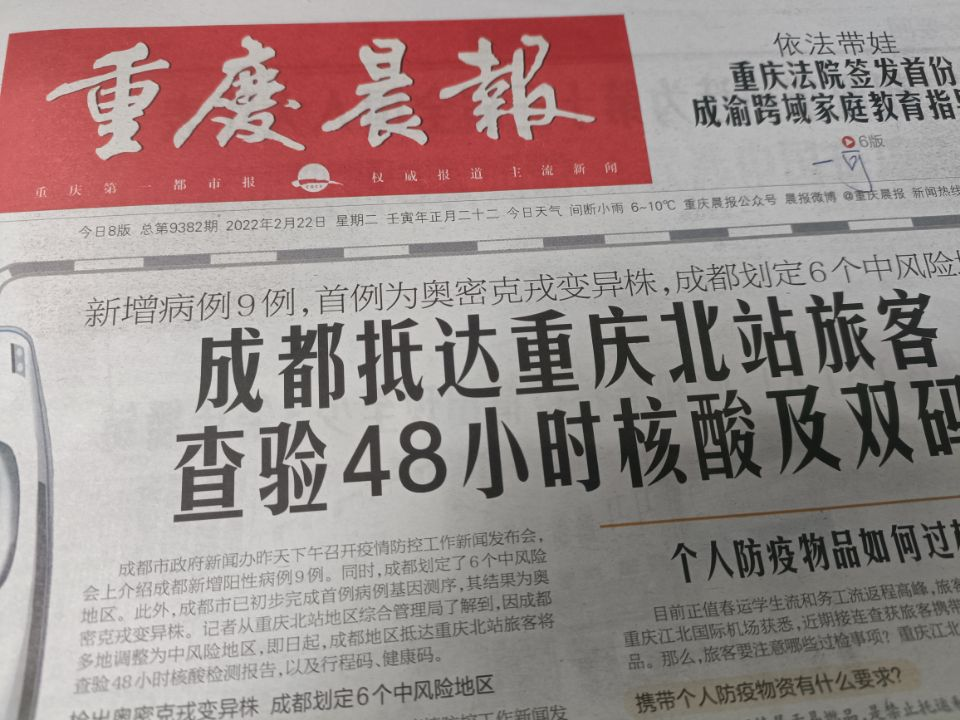 重慶晨報
重庆第一都市报 权威报道主流新闻
依法带娃
重庆法院签发首份
成渝跨域家庭教育指导
6版
今日8版 总第9382期 2022年2月22日 星期二 壬寅年正月二十二 今日天气 间断小雨 6~10℃ 重庆晨报公众号 晨报微博 @重庆晨报 新闻热线
新增病例9例，首例为奥密克戎变异株，成都划定6个中风险地
成都抵达重庆北站旅客
查验48小时核酸及双码
成都市政府新闻办昨天下午召开疫情防控工作新闻发布会，
会上介绍成都新增阳性病例9例。同时，成都划定了6个中风险
地区。此外，成都市已初步完成首例病例基因测序，其结果为奥
密克戎变异株。记者从重庆北站地区综合管理局了解到，因成都
多地调整为中风险地区，即日起，成都地区抵达重庆北站旅客将
查验48小时核酸检测报告，以及行程码、健康码。
检出奥密克戎变异株 成都划定6个中风险地区
个人防疫物品如何过检
目前正值春运学生流和务工流返程高峰，旅客
重庆江北国际机场获悉，近期接连查获旅客携带
品。那么，旅客要注意哪些过检事项？重庆江北
携带个人防疫物资有什么要求？